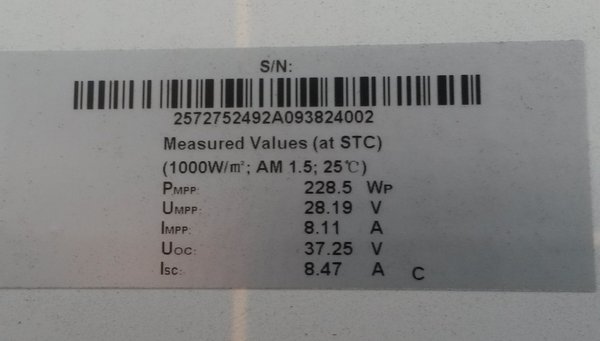 S/N:
2572752492A093824002
Measured Values (at STC)
(1000W/㎡; AM 1.5; 25℃)
PMPP: 228.5 WP
UMPP: 28.19 V
IMPP: 8.11 A
UOC: 37.25 V
ISC: 8.47 A C